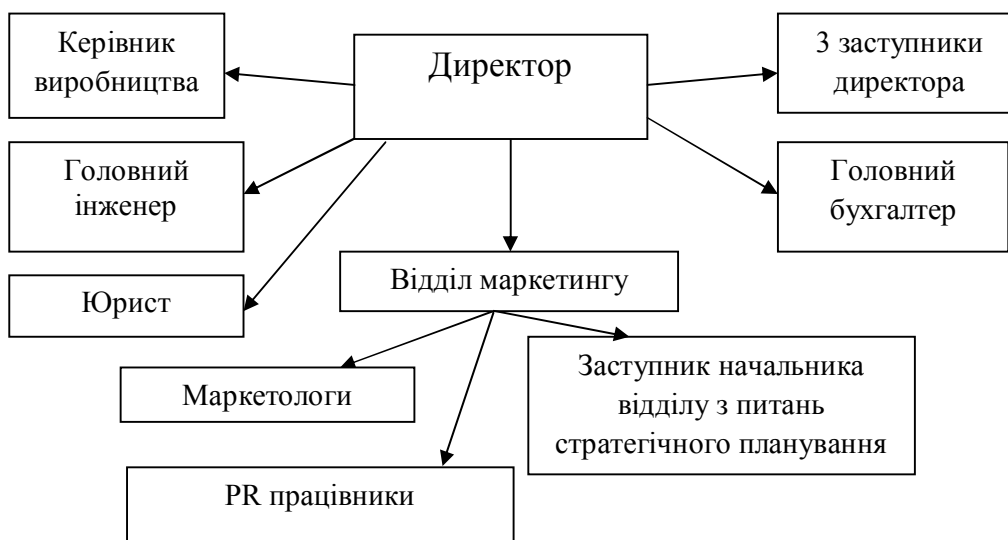 Керівник
виробництва
Директор
3 заступники
директора
Головний
інженер
Головний
бухгалтер
Юрист
Відділ маркетингу
Маркетологи
Заступник начальника
відділу з питань
стратегічного планування
PR працівники